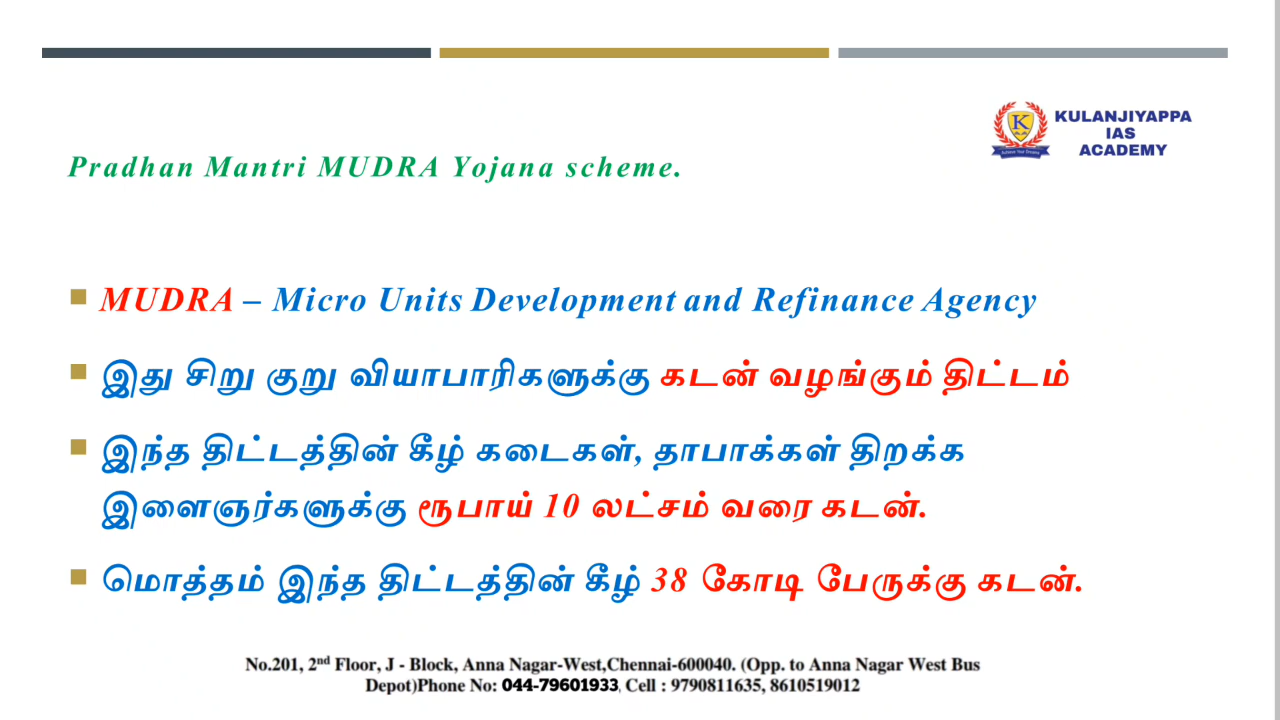 KULANJIYAPPA
IAS
ACADEMY
Achieve Your Dreams
Pradhan Mantri MUDRA Yojana scheme.
MUDRA – Micro Units Development and Refinance Agency
இது சிறு குறு வியாபாரிகளுக்கு கடன் வழங்கும் திட்டம்
இந்த திட்டத்தின் கீழ் கடைகள், தாபாக்கள் திறக்க
இளைஞர்களுக்கு ரூபாய் 10 லட்சம் வரை கடன்.
மொத்தம் இந்த திட்டத்தின் கீழ் 38 கோடி பேருக்கு கடன்.
No.201, 2nd Floor, J - Block, Anna Nagar-West,Chennai-600040. (Opp. to Anna Nagar West Bus
Depot)Phone No: 044-79601933, Cell : 9790811635, 8610519012